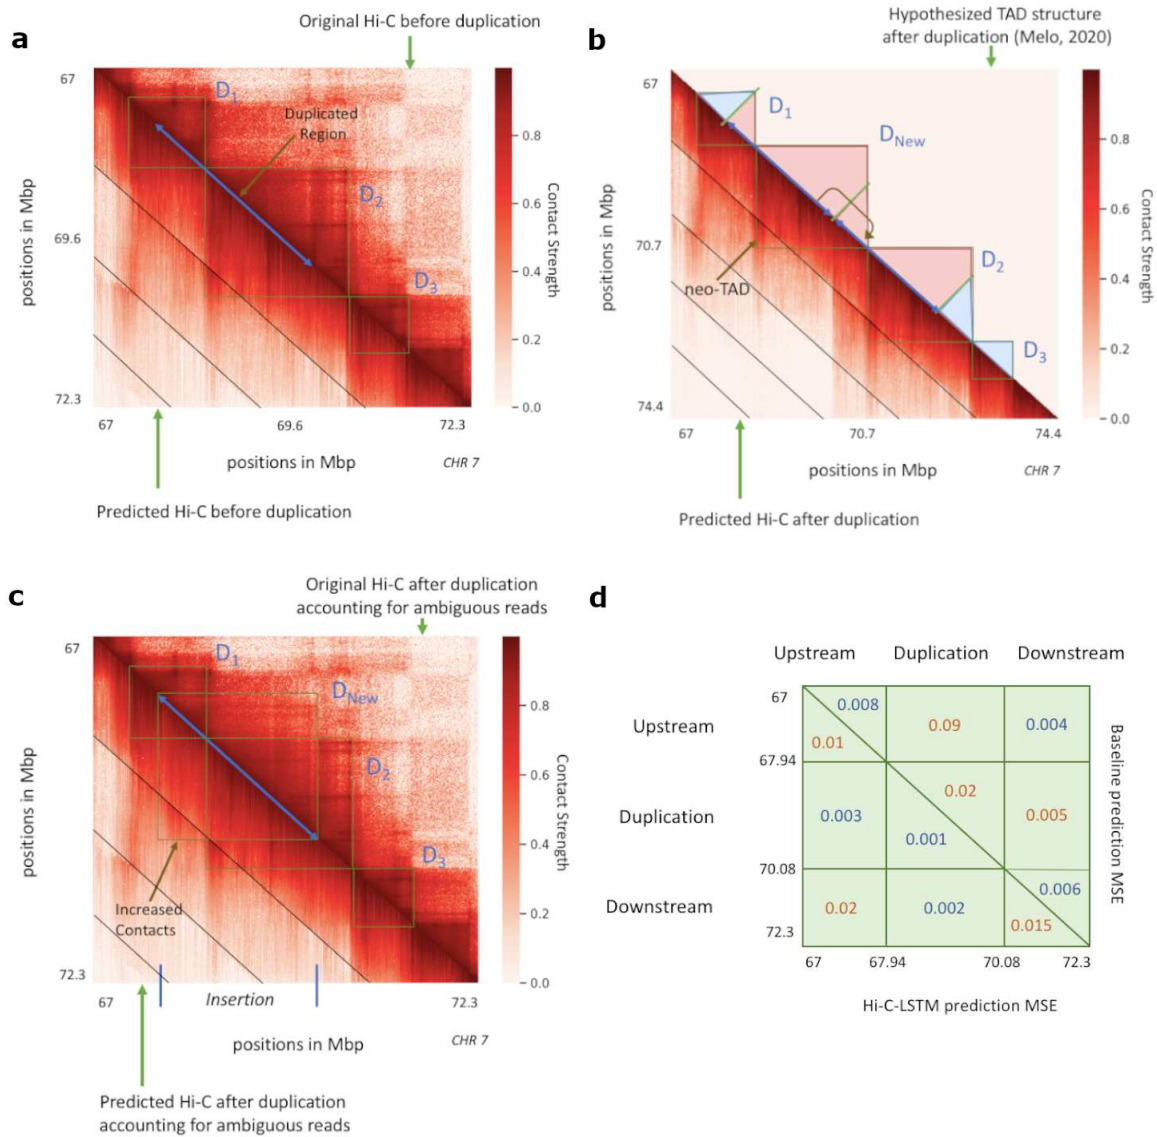 a
Original Hi-C before duplication
67
69.6
72.3
positions in Mbp
D1
Duplicated
Region
D2
D3
0.8
0.6
0.4
0.2
0.0
Contact Strength
67
69.6
72.3
positions in Mbp
CHR 7
Predicted Hi-C before duplication
b
Hypothesized TAD structure
after duplication (Melo, 2020)
67
70.7
74.4
positions in Mbp
D1
DNew
D2
neo-TAD
D3
0.8
0.6
0.4
0.2
0.0
Contact Strength
67
70.7
74.4
positions in Mbp
CHR 7
Predicted Hi-C after duplication
c
Original Hi-C after duplication
accounting for ambiguous reads
67
72.3
positions in Mbp
D1
DNew
D2
D3
Increased
Contacts
Insertion
0.8
0.6
0.4
0.2
0.0
Contact Strength
67
72.3
positions in Mbp
CHR 7
Predicted Hi-C after duplication
accounting for ambiguous reads
d
Upstream
Duplication
Downstream
67
Upstream
0.008
0.01
0.09
0.004
67.94
Duplication
0.003
0.02
0.001
0.005
70.08
Downstream
0.02
0.002
0.006
0.015
72.3
67
67.94
70.08
72.3
Baseline prediction MSE
Hi-C-LSTM prediction MSE